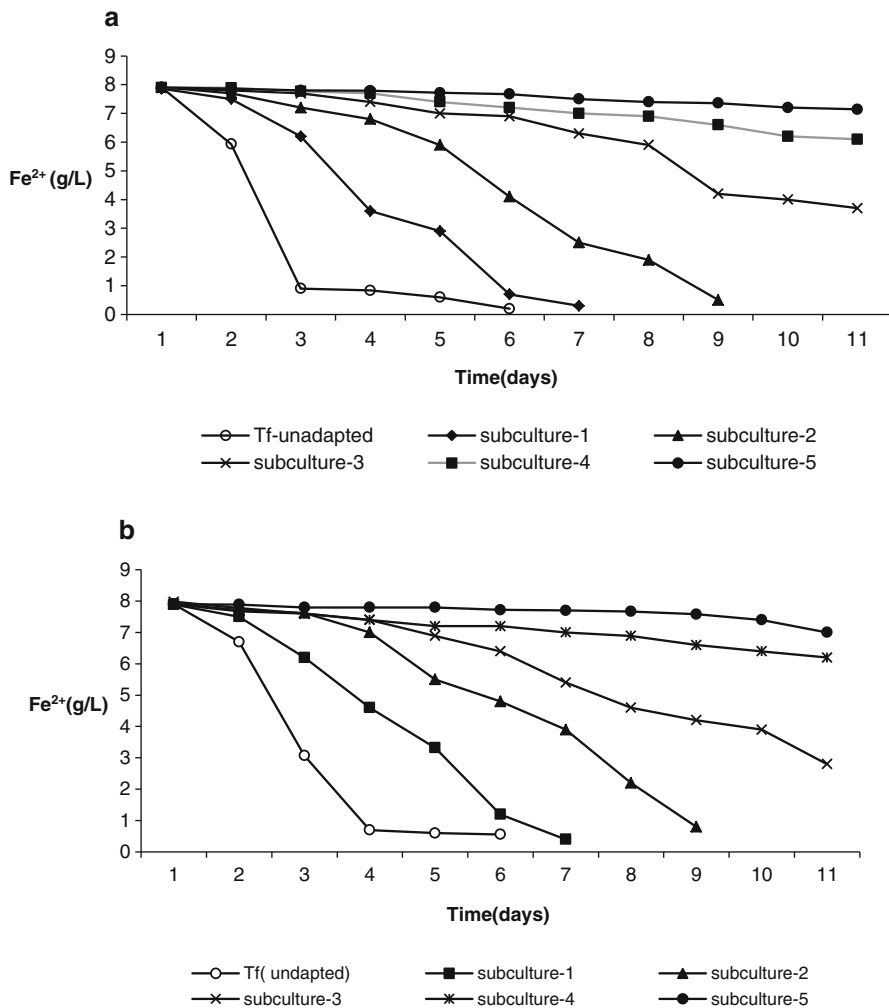 a
9
8
7
6
5
4
3
2
1
0
Fe²⁺ (g/L)
1 2 3 4 5 6 7 8 9 10 11
Time(days)
Tf-unadapted subculture-1 subculture-2
subculture-3 subculture-4 subculture-5
b
9
8
7
6
5
4
3
2
1
0
Fe²⁺(g/L)
1 2 3 4 5 6 7 8 9 10 11
Time(days)
Tf( undapted) subculture-1 subculture-2
subculture-3 subculture-4 subculture-5